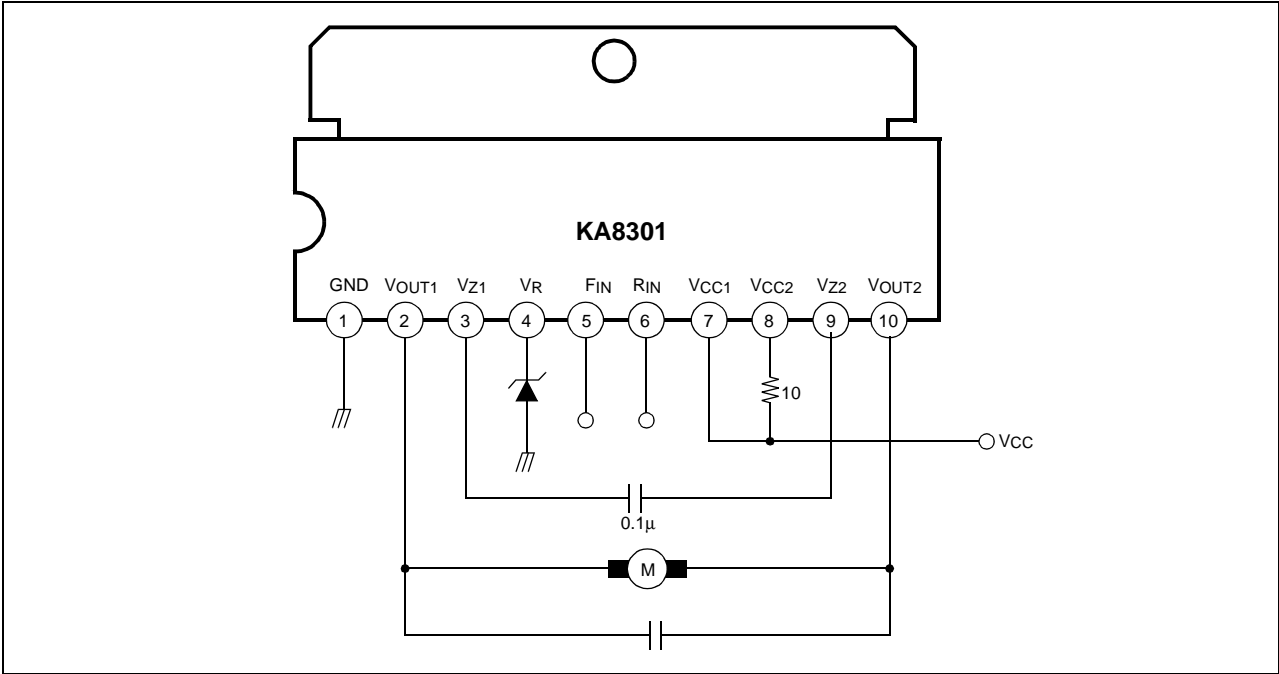 KA8301
GND VOUT1 VZ1 VR FIN RIN VCC1 VCC2 VZ2 VOUT2
1 2 3 4 5 6 7 8 9 10
10
VCC
0.1µ
M